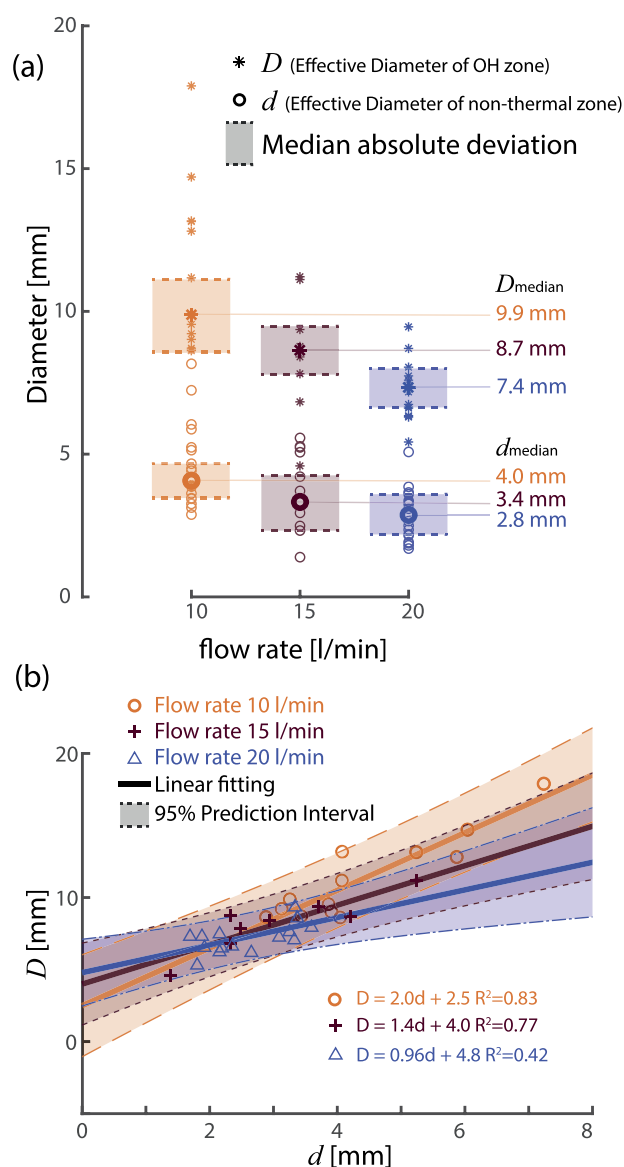 (a)
20
15
10
5
0
Diameter [mm]
D (Effective Diameter of OH zone)
d (Effective Diameter of non-thermal zone)
Median absolute deviation
Dmedian
9.9 mm
8.7 mm
7.4 mm
dmedian
4.0 mm
3.4 mm
2.8 mm
10 15 20
flow rate [l/min]
(b)
Flow rate 10 l/min
Flow rate 15 l/min
Flow rate 20 l/min
Linear fitting
95% Prediction Interval
20
10
0
D [mm]
D = 2.0d + 2.5 R²=0.83
D = 1.4d + 4.0 R²=0.77
D = 0.96d + 4.8 R²=0.42
0 2 4 6 8
d [mm]